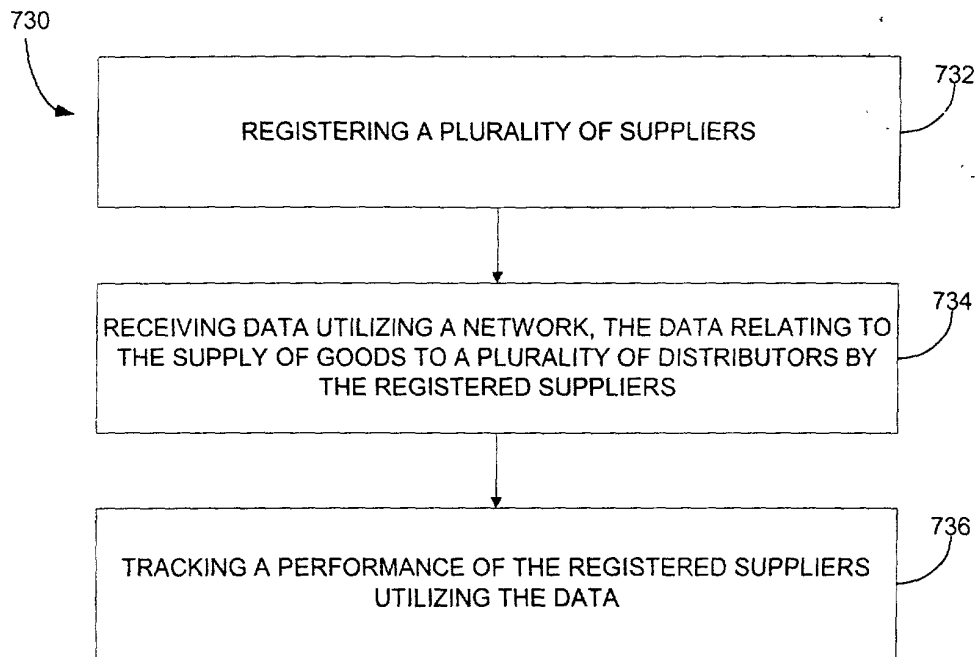 730
732
REGISTERING A PLURALITY OF SUPPLIERS
734
RECEIVING DATA UTILIZING A NETWORK, THE DATA RELATING TO
THE SUPPLY OF GOODS TO A PLURALITY OF DISTRIBUTORS BY
THE REGISTERED SUPPLIERS
736
TRACKING A PERFORMANCE OF THE REGISTERED SUPPLIERS
UTILIZING THE DATA